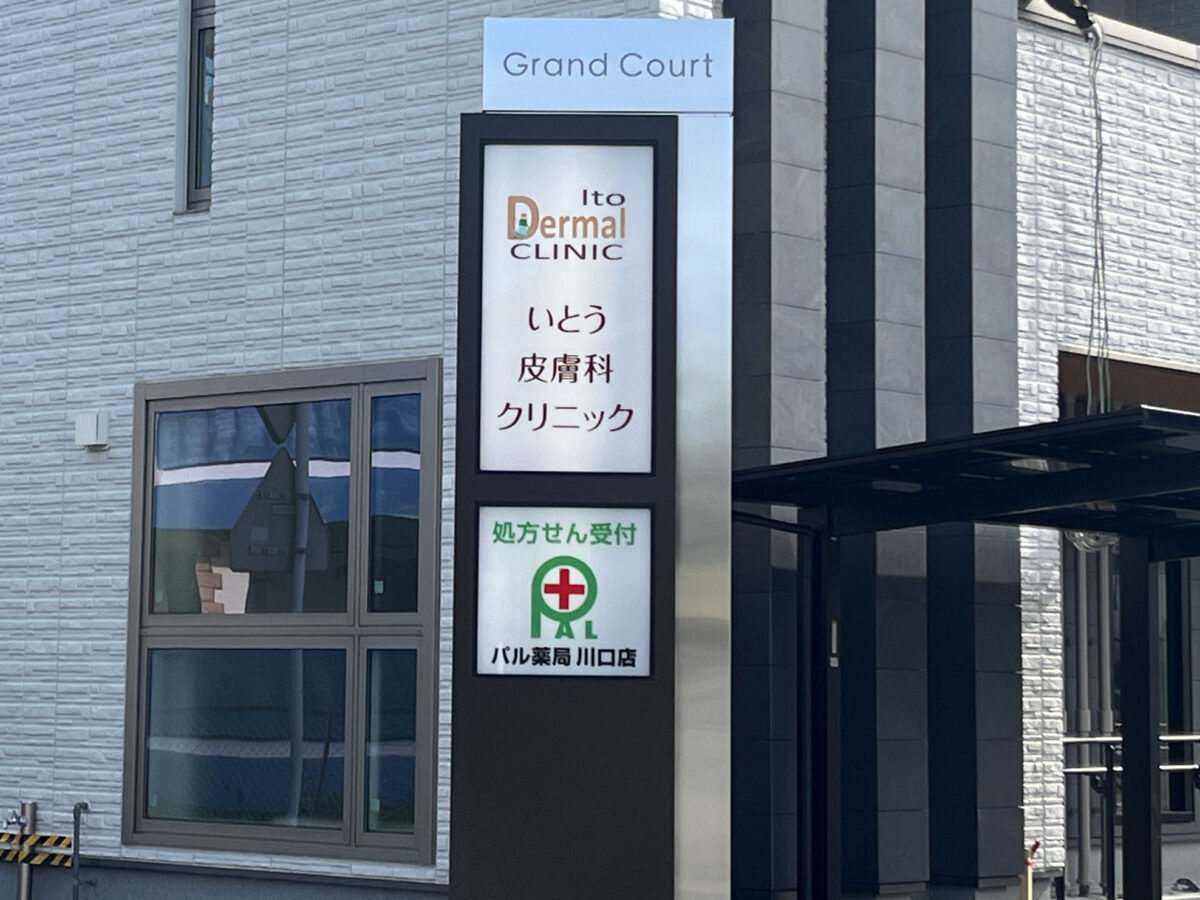 Grand Court
Ito
Dermal
CLINIC
いとう
皮膚科
クリニック
処方せん受付
PAL
パル薬局 川口店